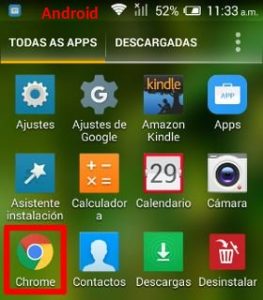 Android 52% 11:33 a.m.
TODAS AS APPS DESCARGADAS
kindle APP
Ajustes Ajustes de Google Amazon Kindle Apps
29
Asistente instalación Calculadora Calendario Cámara
Chrome Contactos Descargas Desinstalar